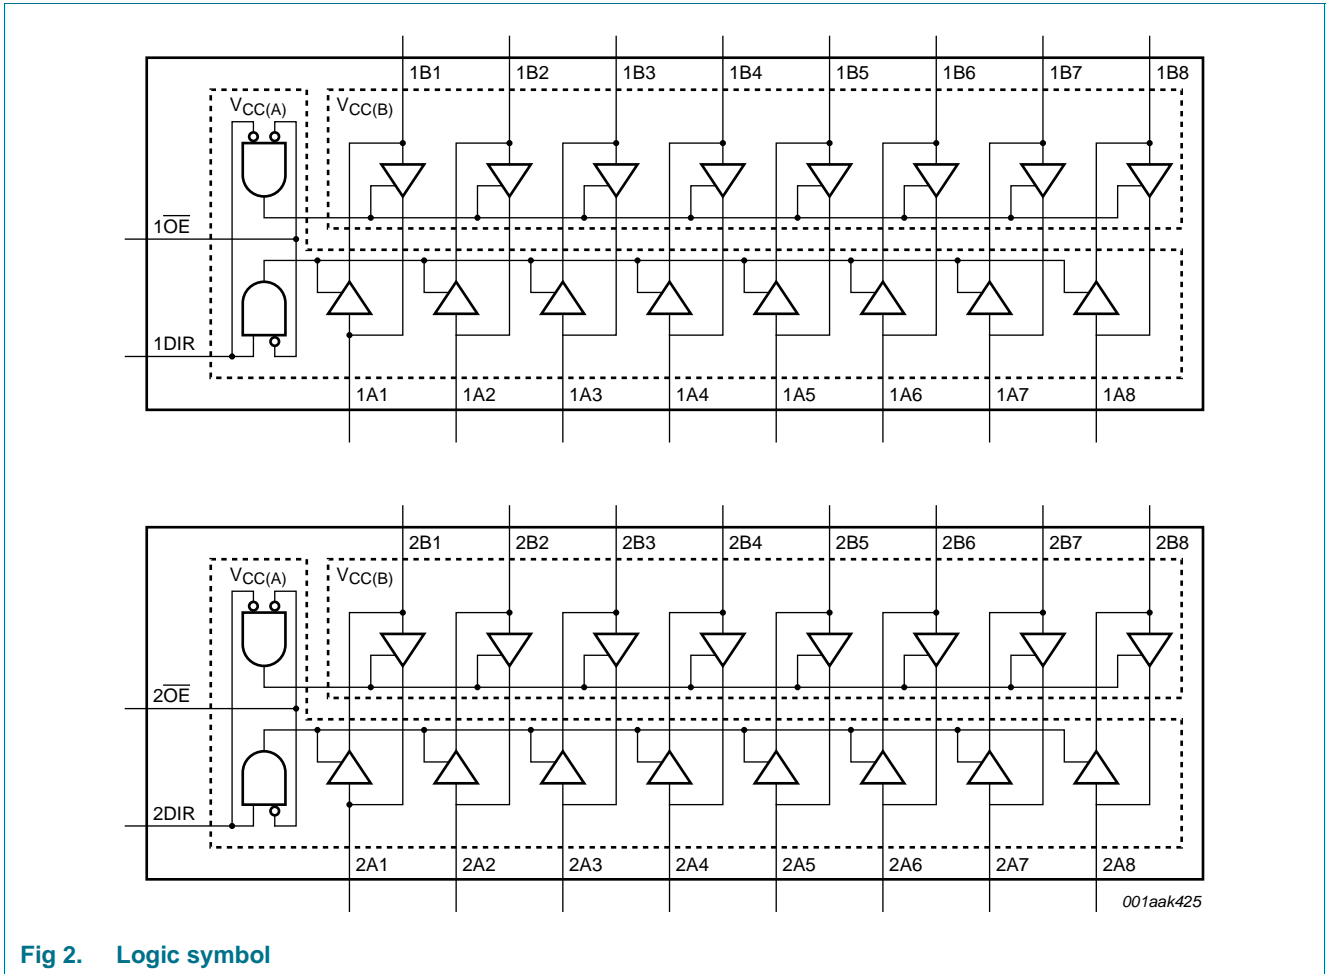 1B1 1B2 1B3 1B4 1B5 1B6 1B7 1B8
VCC(A) VCC(B)
1O̅E̅
1DIR
1A1 1A2 1A3 1A4 1A5 1A6 1A7 1A8
2B1 2B2 2B3 2B4 2B5 2B6 2B7 2B8
VCC(A) VCC(B)
2O̅E̅
2DIR
2A1 2A2 2A3 2A4 2A5 2A6 2A7 2A8
001aak425
Fig 2. Logic symbol